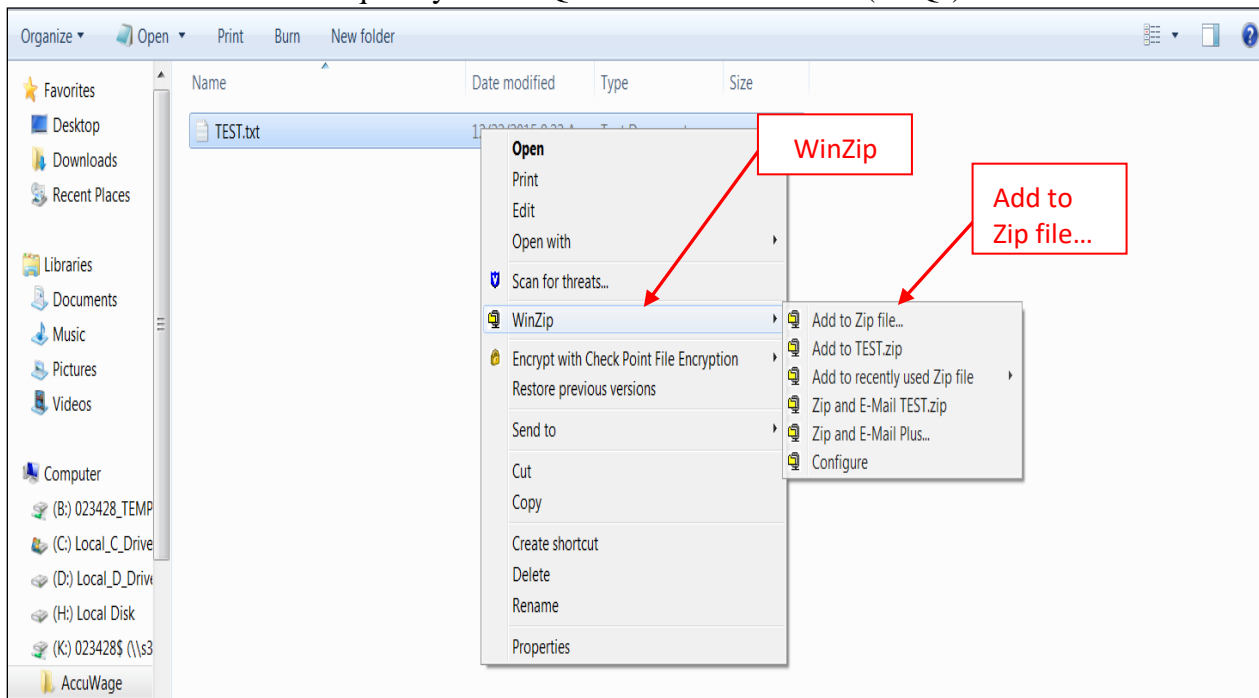 Organize Open Print Burn New folder
Name Date modified Type Size
Favorites
Desktop
Downloads
Recent Places
Libraries
Documents
Music
Pictures
Videos
Computer
(B:) 023428_TEMP
(C:) Local_C_Drive
(D:) Local_D_Drive
(H:) Local Disk
(K:) 023428$ (\\s3
AccuWage
TEST.txt
Open
Print
Edit
Open with
Scan for threats...
WinZip
Encrypt with Check Point File Encryption
Restore previous versions
Send to
Cut
Copy
Create shortcut
Delete
Rename
Properties
Add to Zip file...
Add to TEST.zip
Add to recently used Zip file
Zip and E-Mail TEST.zip
Zip and E-Mail Plus...
Configure
WinZip
Add to
Zip file…